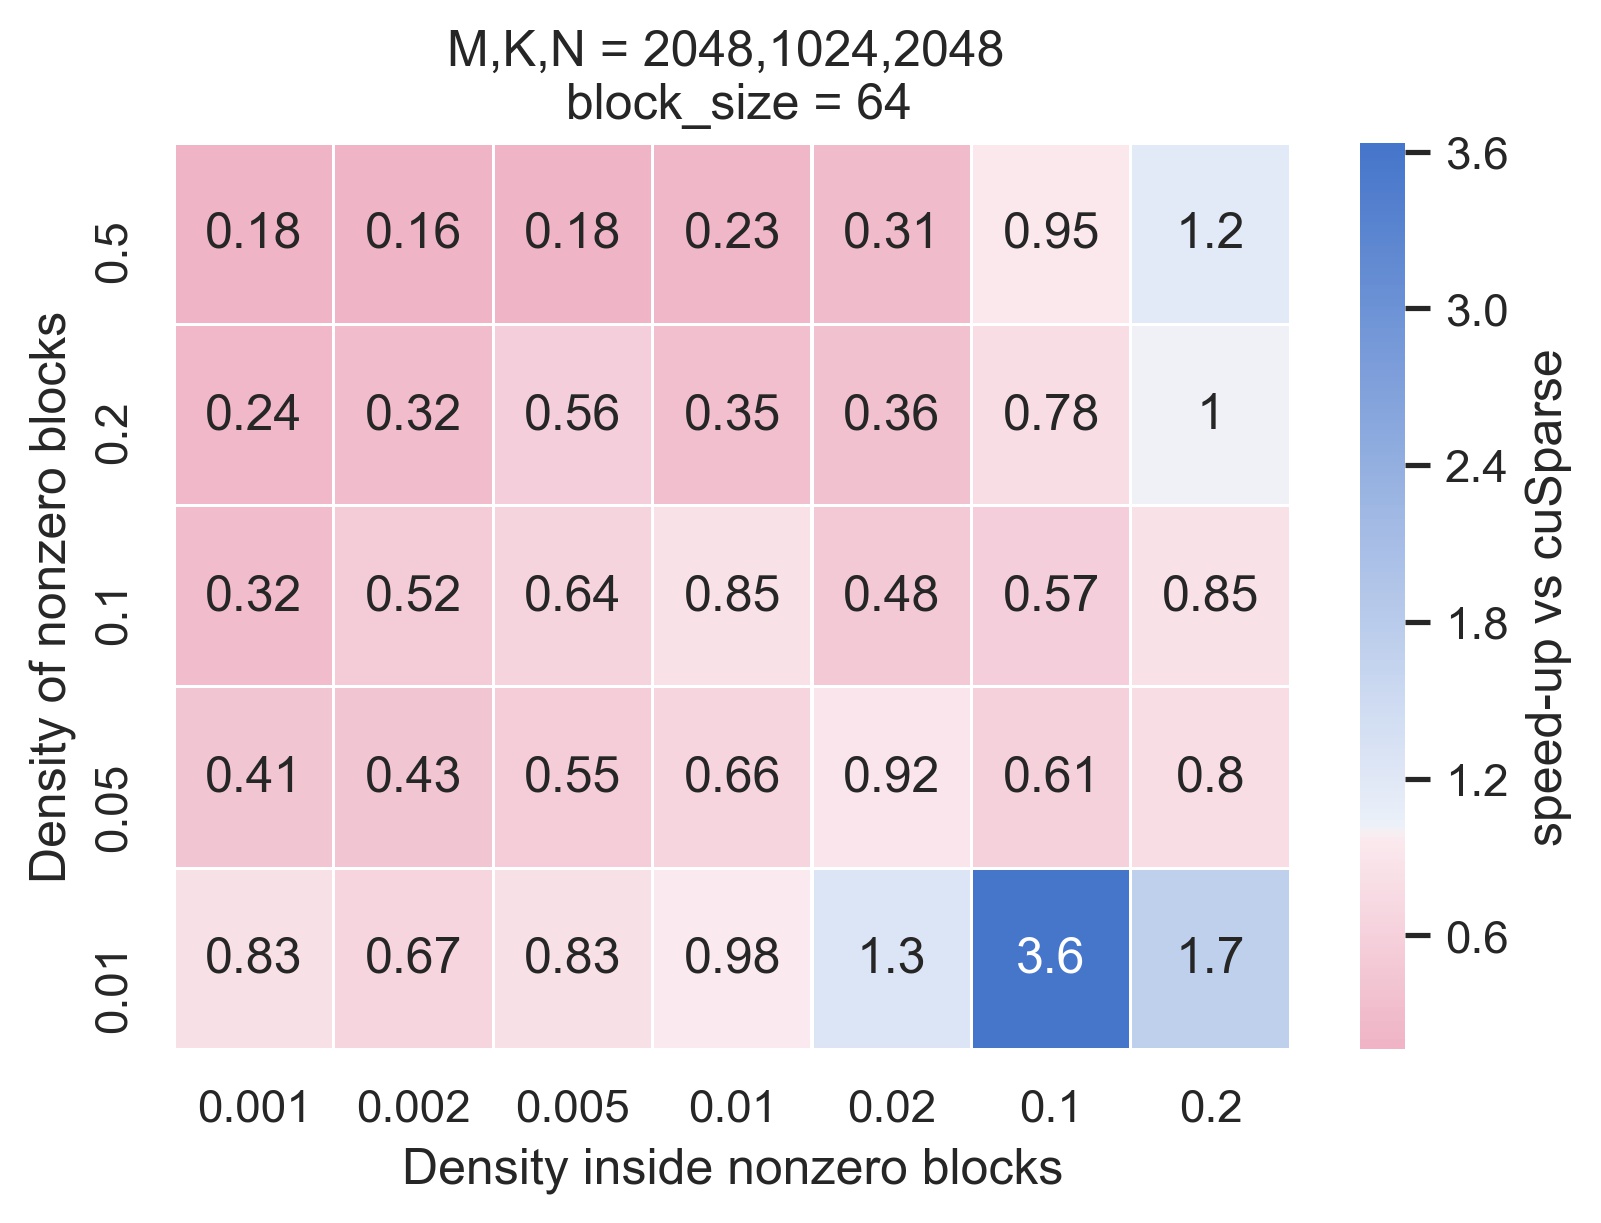 M,K,N = 2048,1024,2048
block_size = 64
Density of nonzero blocks
0.5
0.18 0.16 0.18 0.23 0.31 0.95 1.2
0.2
0.24 0.32 0.56 0.35 0.36 0.78 1
0.1
0.32 0.52 0.64 0.85 0.48 0.57 0.85
0.05
0.41 0.43 0.55 0.66 0.92 0.61 0.8
0.01
0.83 0.67 0.83 0.98 1.3 3.6 1.7
0.001 0.002 0.005 0.01 0.02 0.1 0.2
Density inside nonzero blocks
3.6
3.0
2.4
1.8
1.2
0.6
speed-up vs cuSparse